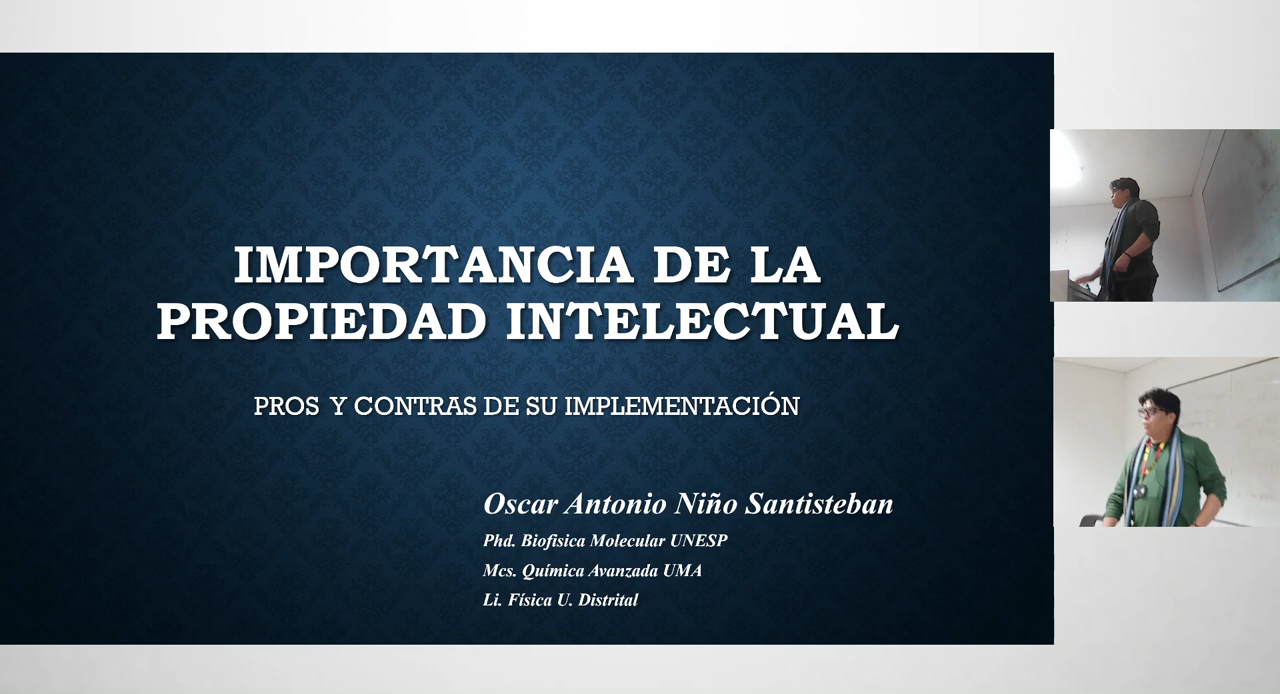 IMPORTANCIA DE LA
PROPIEDAD INTELECTUAL
PROS Y CONTRAS DE SU IMPLEMENTACIÓN
Oscar Antonio Niño Santisteban
Phd. Biofisica Molecular UNESP
Mcs. Química Avanzada UMA
Li. Física U. Distrital